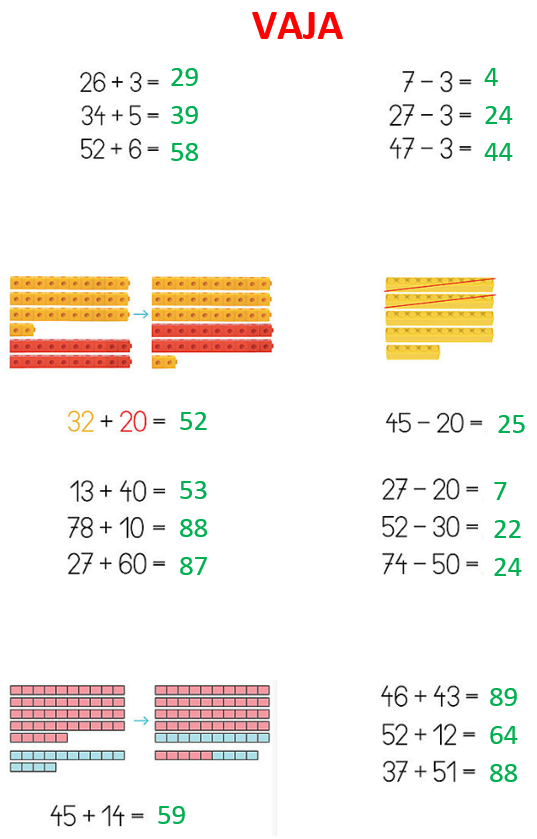 VAJA
26 + 3 = 29
34 + 5 = 39
52 + 6 = 58
7 – 3 = 4
27 – 3 = 24
47 – 3 = 44
32 + 20 = 52
45 – 20 = 25
13 + 40 = 53
78 + 10 = 88
27 + 60 = 87
27 – 20 = 7
52 – 30 = 22
74 – 50 = 24
45 + 14 = 59
46 + 43 = 89
52 + 12 = 64
37 + 51 = 88